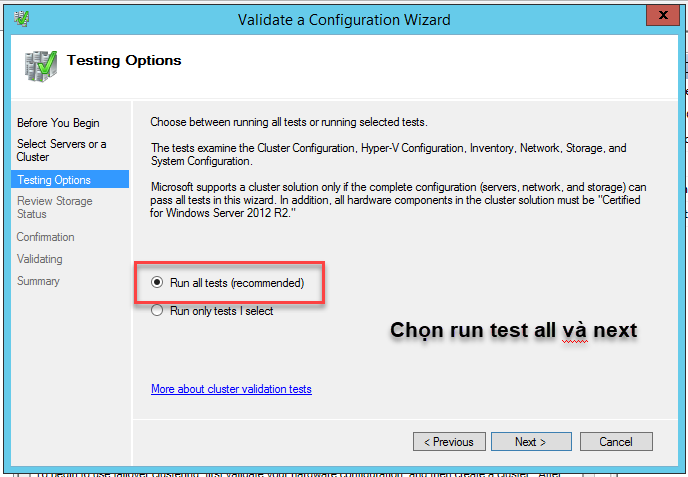 Validate a Configuration Wizard
Testing Options
Before You Begin
Select Servers or a
Cluster
Testing Options
Review Storage
Status
Confirmation
Validating
Summary
Choose between running all tests or running selected tests.
The tests examine the Cluster Configuration, Hyper-V Configuration, Inventory, Network, Storage, and
System Configuration.
Microsoft supports a cluster solution only if the complete configuration (servers, network, and storage) can
pass all tests in this wizard. In addition, all hardware components in the cluster solution must be "Certified
for Windows Server 2012 R2."
Run all tests (recommended)
Run only tests I select
Chọn run test all và next
More about cluster validation tests
< Previous
Next >
Cancel